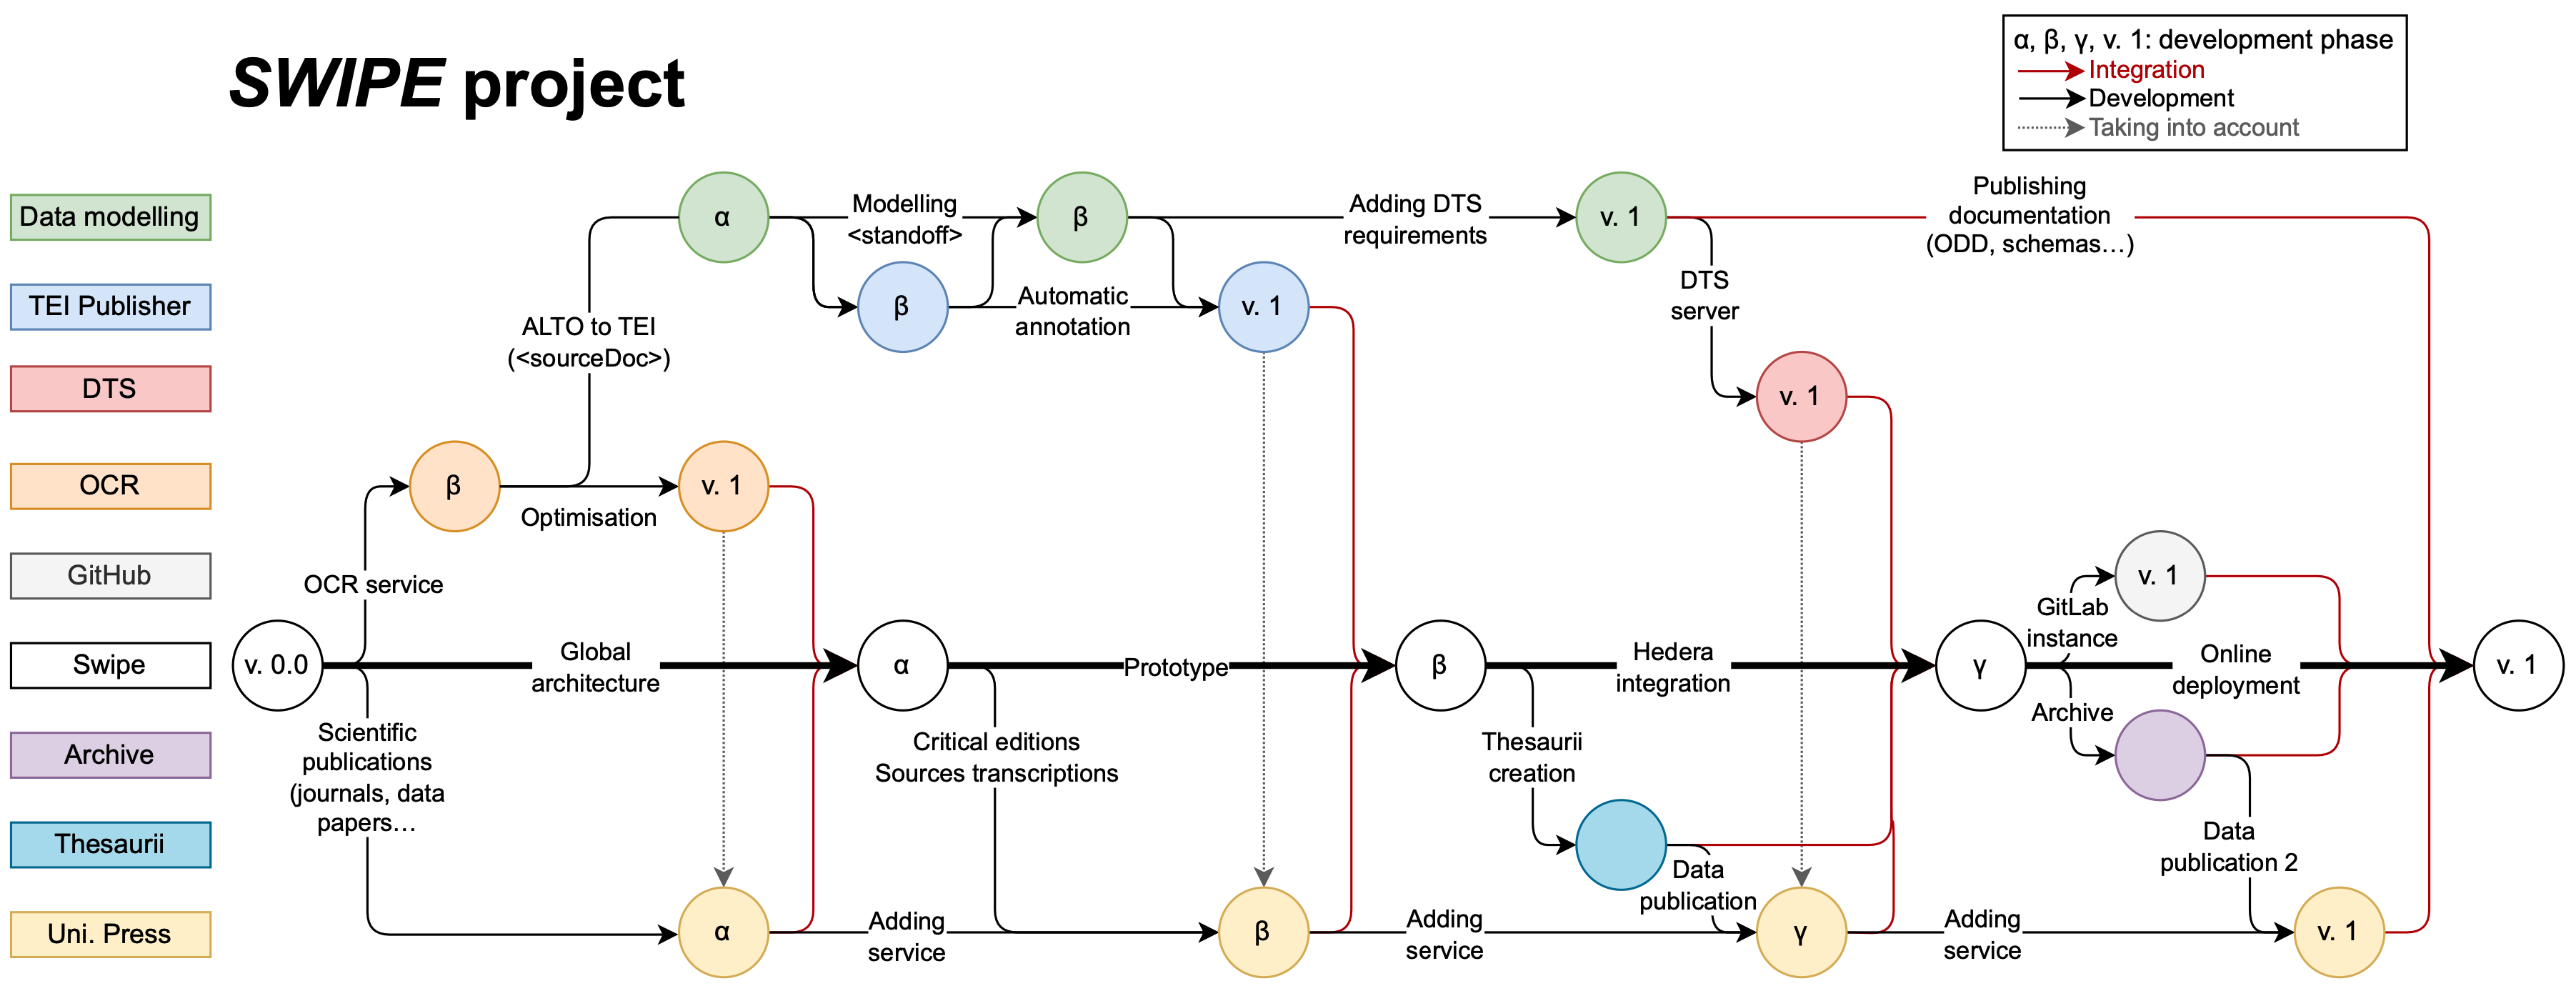 SWIPE project
α, β, γ, v. 1: development phase
Integration
Development
Taking into account
Data modelling
TEI Publisher
DTS
OCR
GitHub
Swipe
Archive
Thesaurii
Uni. Press
α
Modelling
<standoff>
β
Adding DTS
requirements
v. 1
Publishing
documentation
(ODD, schemas…)
β
Automatic
annotation
v. 1
DTS
server
ALTO to TEI
(<sourceDoc>)
v. 1
β
Optimisation
v. 1
OCR service
v. 1
GitLab
instance
v. 0.0
Global
architecture
α
Prototype
β
Hedera
integration
γ
Online
deployment
v. 1
Archive
Scientific
publications
(journals, data
papers…
Critical editions
Sources transcriptions
Thesaurii
creation
Data
publication
Data
publication 2
α
Adding
service
β
Adding
service
γ
Adding
service
v. 1